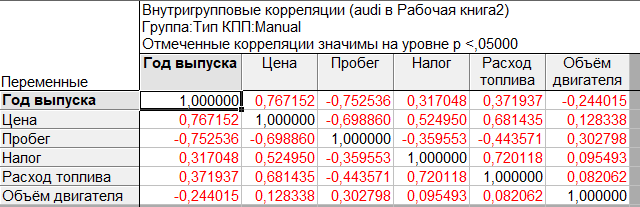 Внутригрупповые корреляции (audi в Рабочая книга2)
Группа:Тип КПП:Manual
Отмеченные корреляции значимы на уровне p <,05000
Переменные Год выпуска Цена Пробег Налог Расход топлива Объём двигателя
Год выпуска 1,000000 0,767152 -0,752536 0,317048 0,371937 -0,244015
Цена 0,767152 1,000000 -0,698860 0,524950 0,681435 0,128338
Пробег -0,752536 -0,698860 1,000000 -0,359553 -0,443571 0,302798
Налог 0,317048 0,524950 -0,359553 1,000000 0,720118 0,095493
Расход топлива 0,371937 0,681435 -0,443571 0,720118 1,000000 0,082062
Объём двигателя -0,244015 0,128338 0,302798 0,095493 0,082062 1,000000